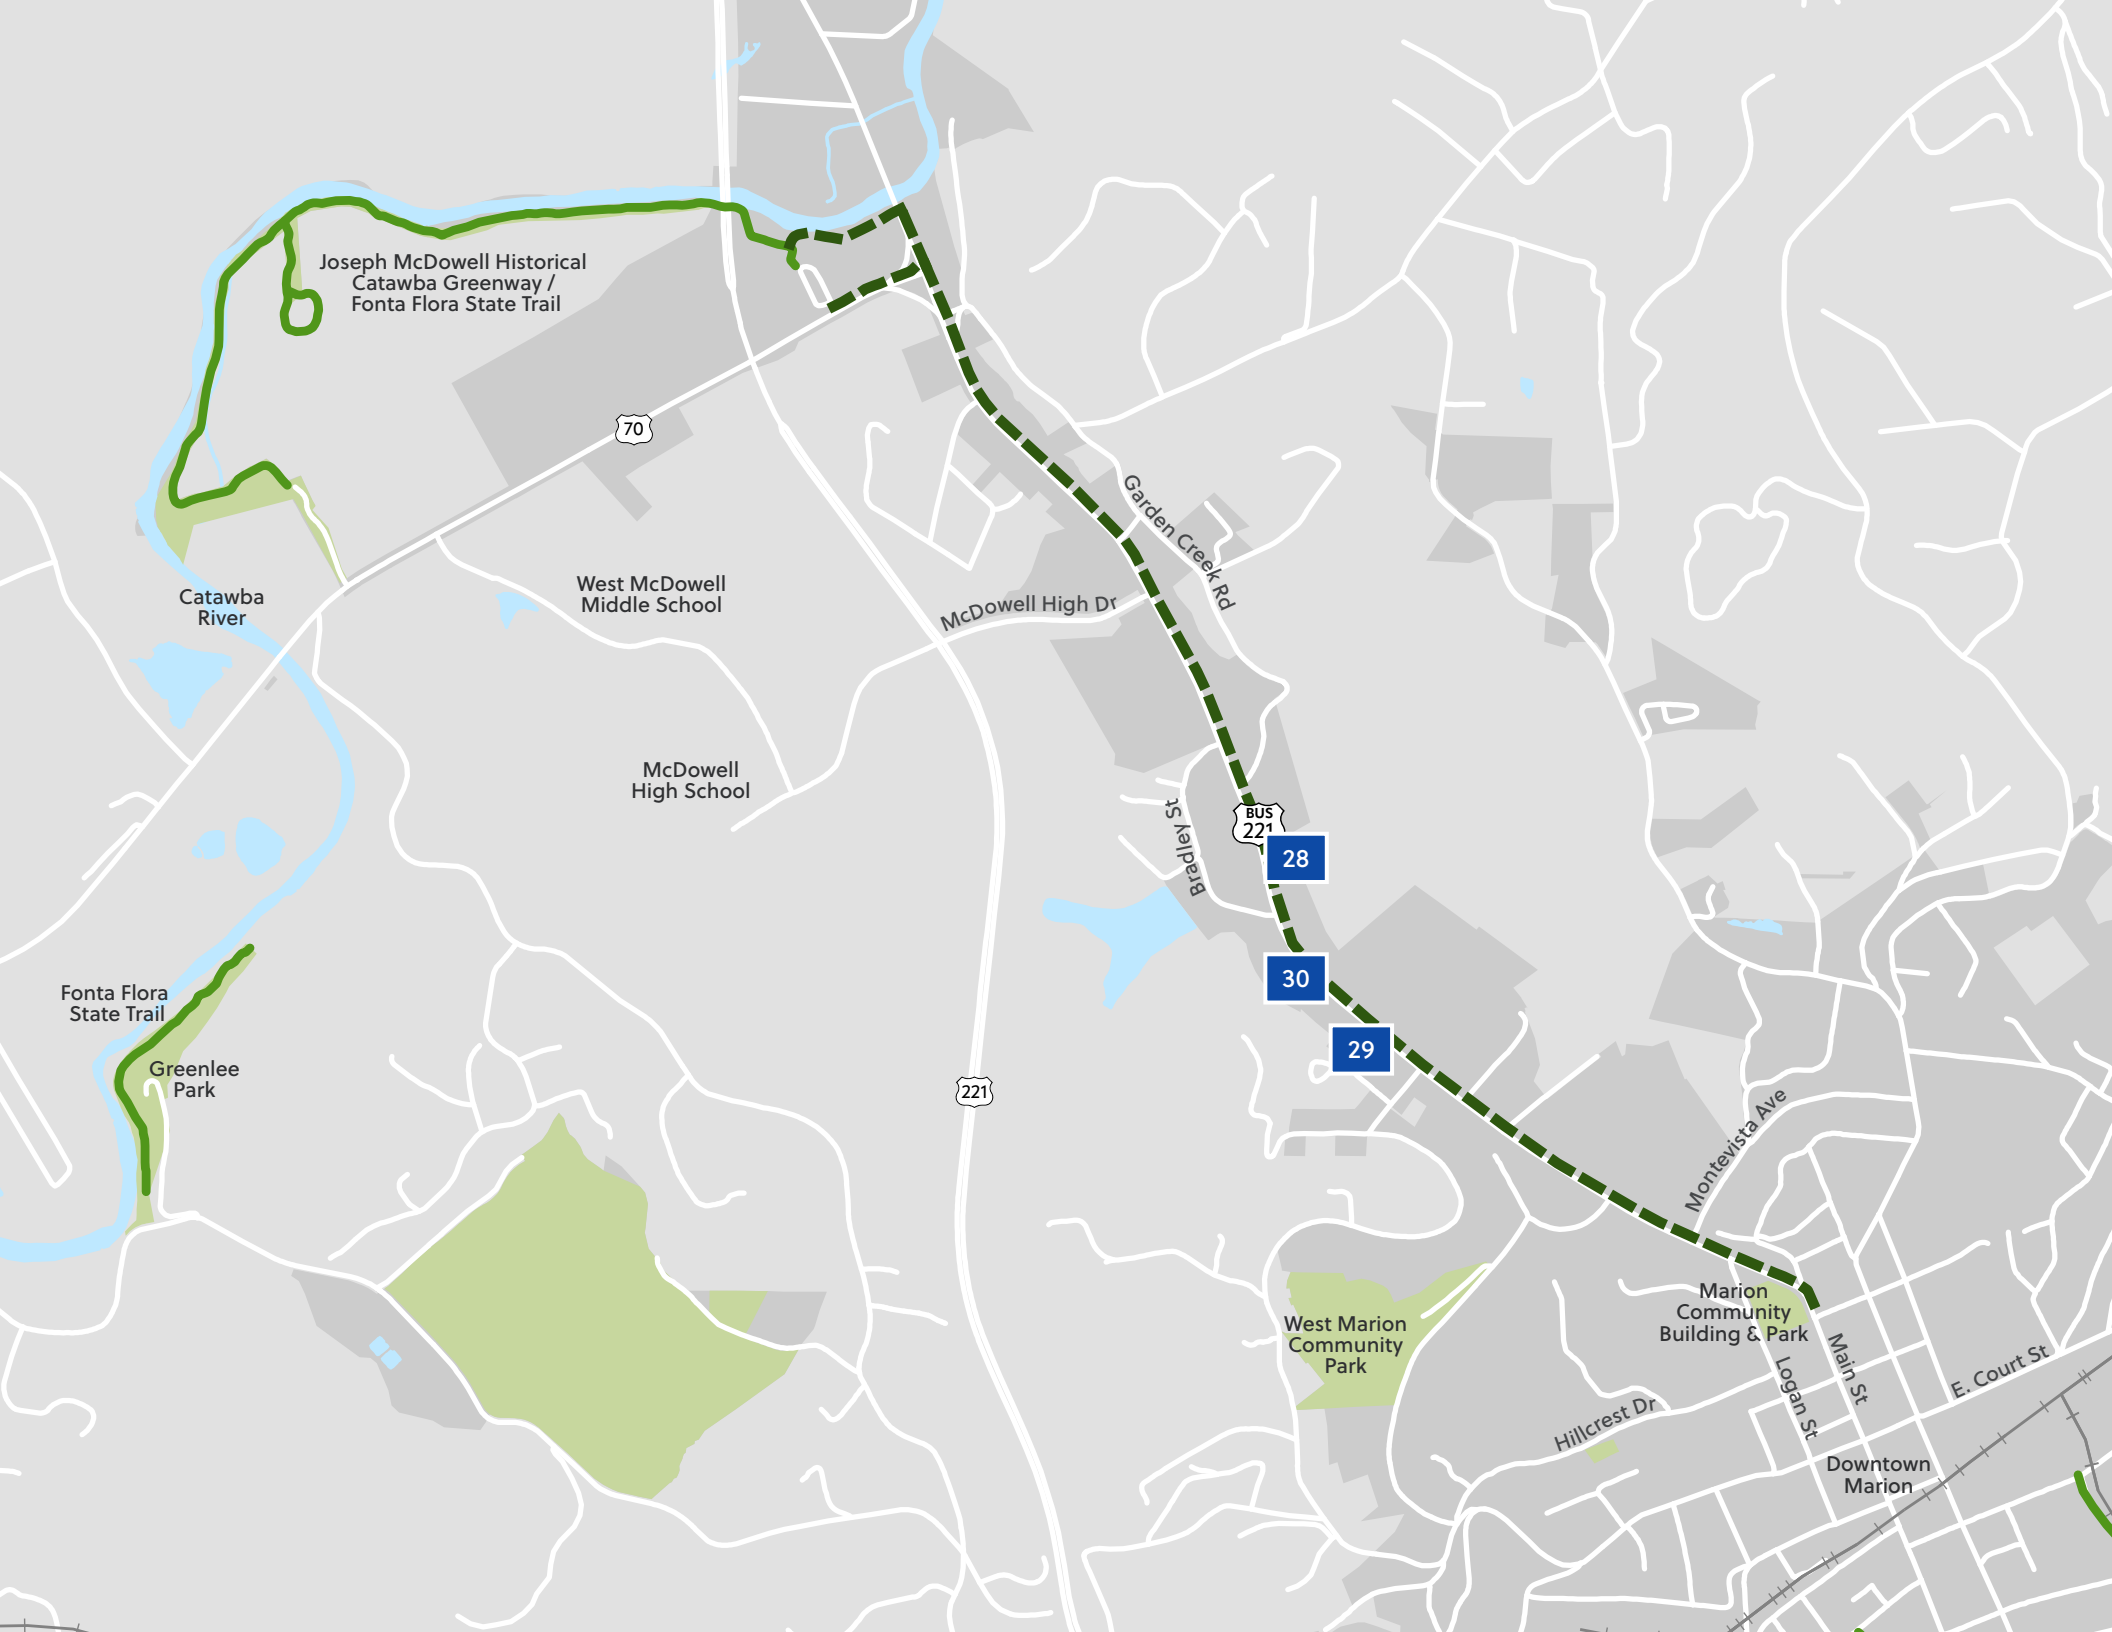 Joseph McDowell Historical
Catawba Greenway /
Fonta Flora State Trail
70
Garden Creek Rd
West McDowell
Middle School
McDowell High Dr
Catawba
River
McDowell
High School
Bradley St
BUS
221
28
30
29
Fonta Flora
State Trail
Greenlee
Park
221
Montevista Ave
West Marion
Community
Park
Marion
Community
Building & Park
Main St
Logan St
E. Court St
Hillcrest Dr
Downtown
Marion